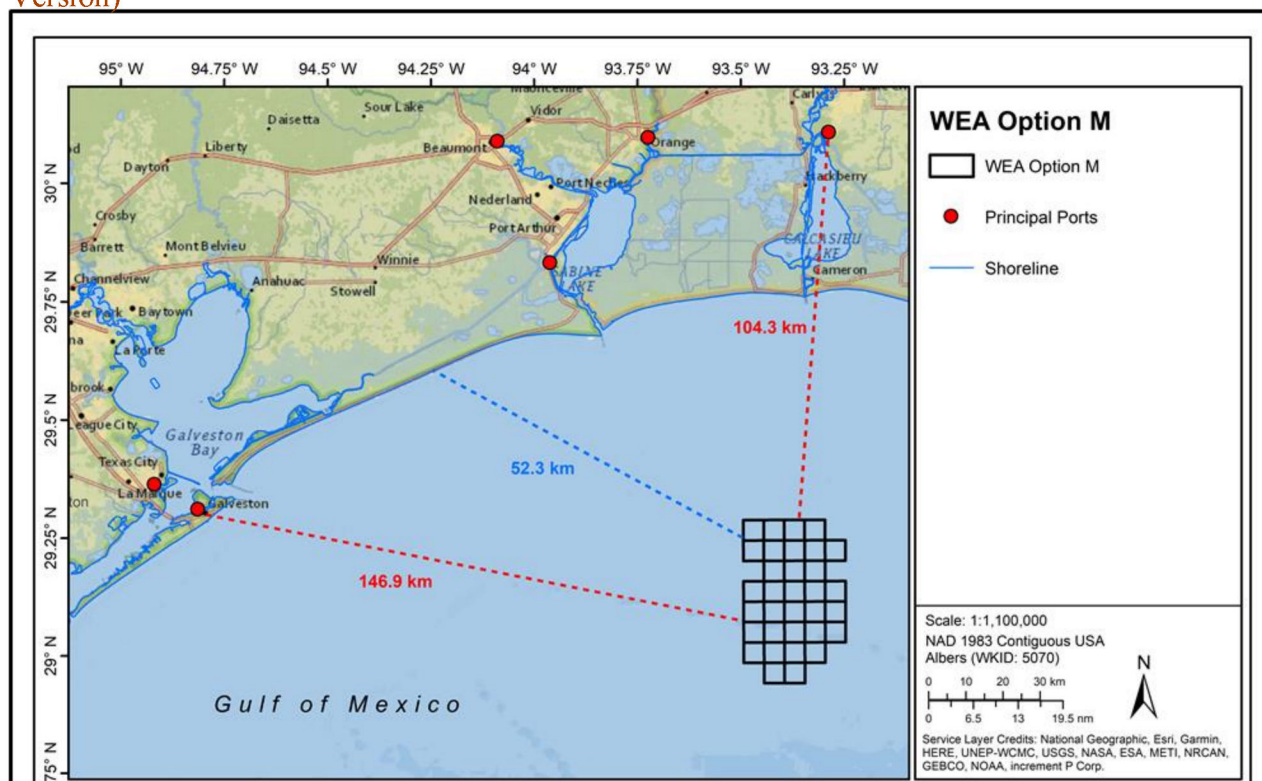 Version)
95° W
94.75° W
94.5° W
94.25° W
94° W
93.75° W
93.5° W
93.25° W
30° N
29.75° N
29.5° N
29.25° N
29° N
Sour Lake
Daisetta
Liberty
Dayton
Crosby
Barrett
Mont Belvieu
Channelview
Baytown
La Porte
League City
Texas City
La Marque
Galveston
Galveston
Bay
Anahuac
Winnie
Stowell
Beaumont
Mauriceville
Vidor
Orange
Port Neches
Nederland
Port Arthur
SABINE
LAKE
Hackberry
CALCASIEU
LAKE
Cameron
104.3 km
52.3 km
146.9 km
Gulf of Mexico
WEA Option M
WEA Option M
Principal Ports
Shoreline
Scale: 1:1,100,000
NAD 1983 Contiguous USA
Albers (WKID: 5070)
N
0 10 20 30 km
0 6.5 13 19.5 nm
Service Layer Credits: National Geographic, Esri, Garmin,
HERE, UNEP-WCMC, USGS, NASA, ESA, METI, NRCAN,
GEBCO, NOAA, increment P Corp.